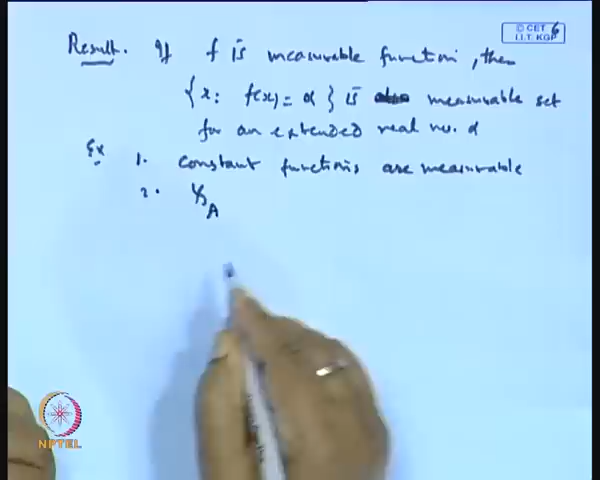 © CET
I.I.T. KGP
6
Result. If f is measurable function, then
{x: f(x) = α} is measurable set
for an extended real no. α
Ex 1. constant functions are measurable
2. χ_A
NPTEL